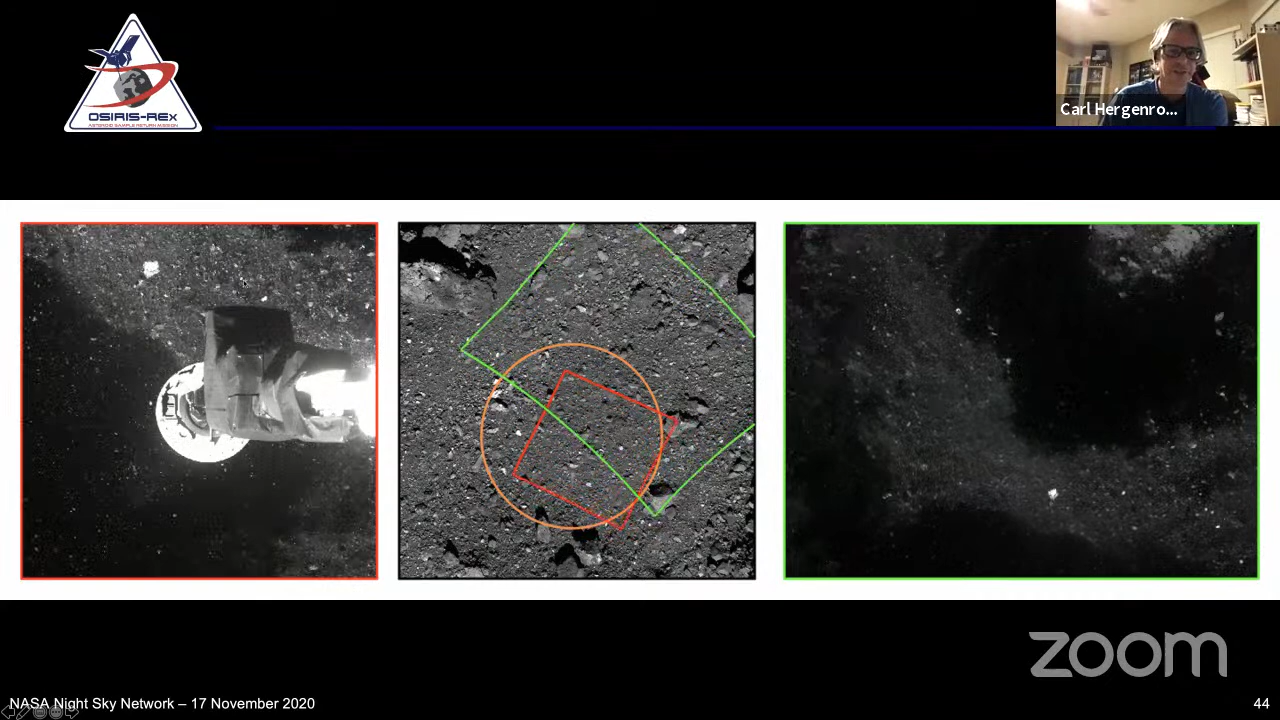 OSIRIS-REx
ASTEROID SAMPLE RETURN MISSION
Carl Hergenro...
zoom
NASA Night Sky Network – 17 November 2020
44